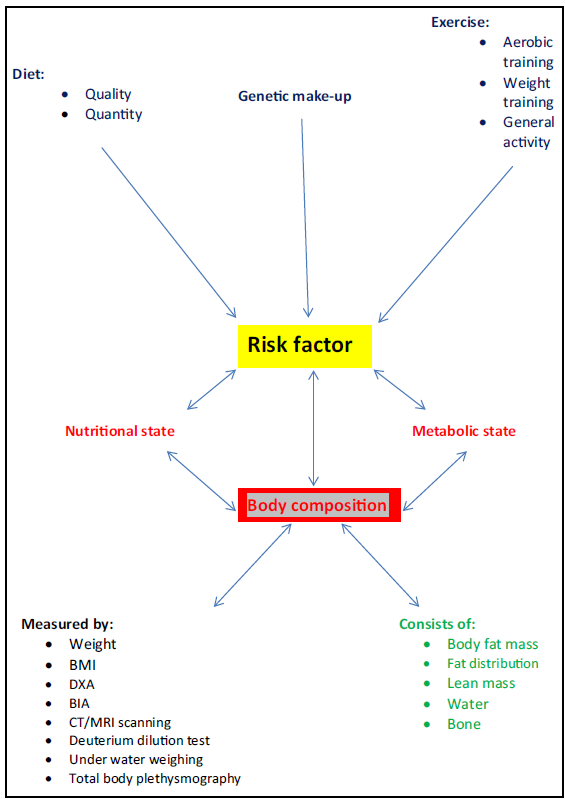 Diet:
Quality
Quantity
Genetic make-up
Exercise:
Aerobic
training
Weight
training
General
activity
Risk factor
Nutritional state
Metabolic state
Body composition
Measured by:
Weight
BMI
DXA
BIA
CT/MRI scanning
Deuterium dilution test
Under water weighing
Total body plethysmography
Consists of:
Body fat mass
Fat distribution
Lean mass
Water
Bone